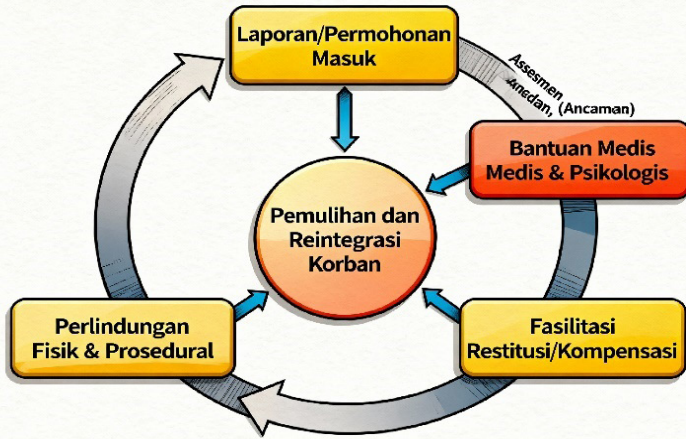 Laporan/Permohonan
Masuk
Assesmen
(Ancaman)
Bantuan Medis
Medis & Psikologis
Pemulihan dan
Reintegrasi
Korban
Perlindungan
Fisik & Prosedural
Fasilitasi
Restitusi/Kompensasi